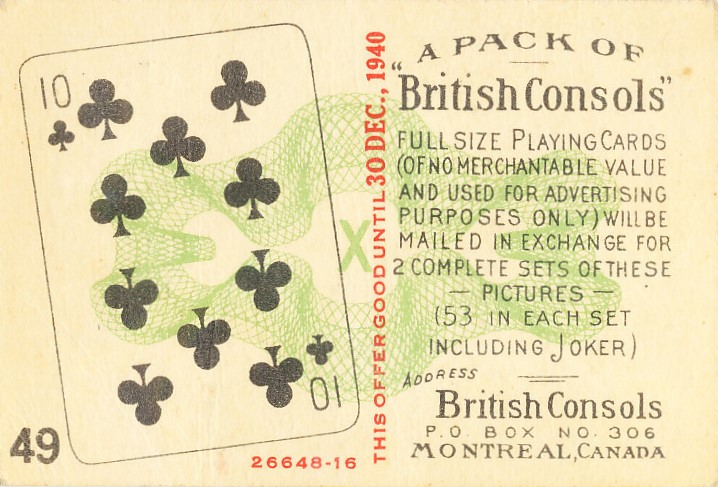 10
49
26648-16
10
THIS OFFER GOOD UNTIL 30 DEC., 1940
X
A PACK OF
"British Consols"
FULL SIZE PLAYING CARDS
(OF NO MERCHANTABLE VALUE
AND USED FOR ADVERTISING
PURPOSES ONLY) WILL BE
MAILED IN EXCHANGE FOR
2 COMPLETE SETS OF THESE
— PICTURES —
(53 IN EACH SET
INCLUDING JOKER)
ADDRESS
British Consols
P.O. BOX NO. 306
MONTREAL, CANADA